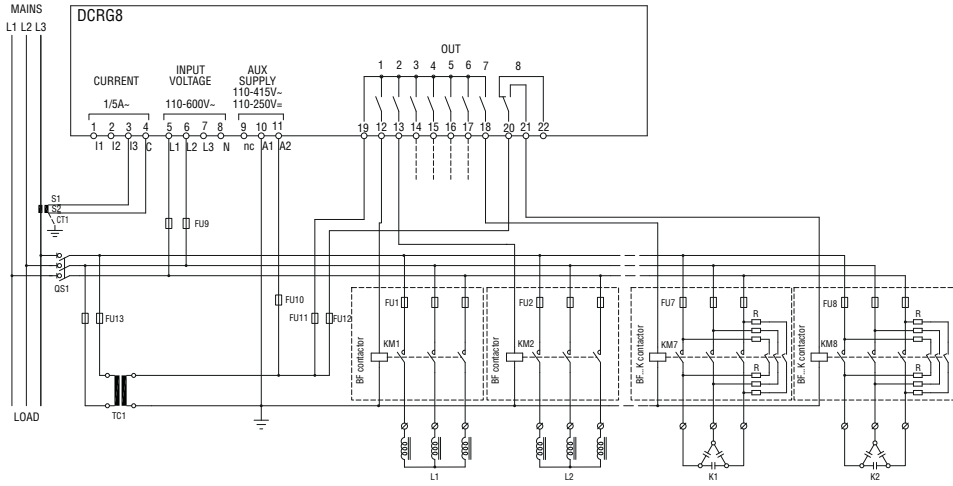 MAINS
L1 L2 L3
DCRG8
OUT
1 2 3 4 5 6 7 8
CURRENT
1/5A~
INPUT
VOLTAGE
110-600V~
AUX
SUPPLY
110-415V~
110-250V=
1 2 3 4 5 6 7 8 9 10 11 19 12 13 14 15 16 17 18 20 21 22
I1 I2 I3 C L1 L2 L3 N nc A1 A2
S1
S2
CT1
FU9
QS1
FU13
FU10
FU11
FU12
FU1
FU2
FU7
FU8
R
R
KM1
KM2
KM7
KM8
R
R
BF contactor
BF contactor
BF...K contactor
BF...K contactor
LOAD
TC1
L1
L2
K1
K2